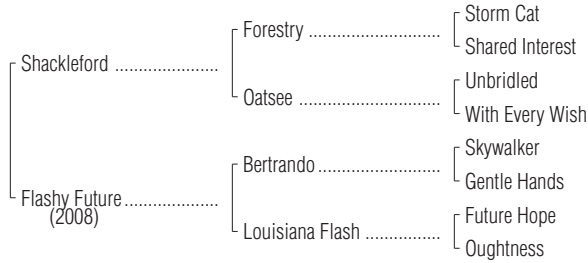 Storm Cat
Forestry ..............................
Shared Interest
Shackleford .......................
Unbridled
Oatsee ................................
With Every Wish
Skywalker
Bertrando ............................
Gentle Hands
Flashy Future .....................
(2008)
Future Hope
Louisiana Flash .................
Oughtness